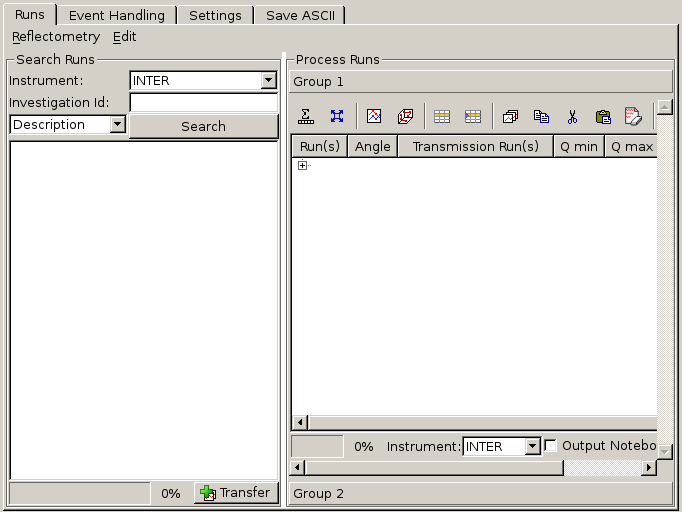 Runs Event Handling Settings Save ASCII
Reflectometry Edit
Search Runs
Instrument: INTER
Investigation Id:
Description Search
0% Transfer
Process Runs
Group 1
Run(s) Angle Transmission Run(s) Q min Q max
0% Instrument: INTER Output Notebo
Group 2